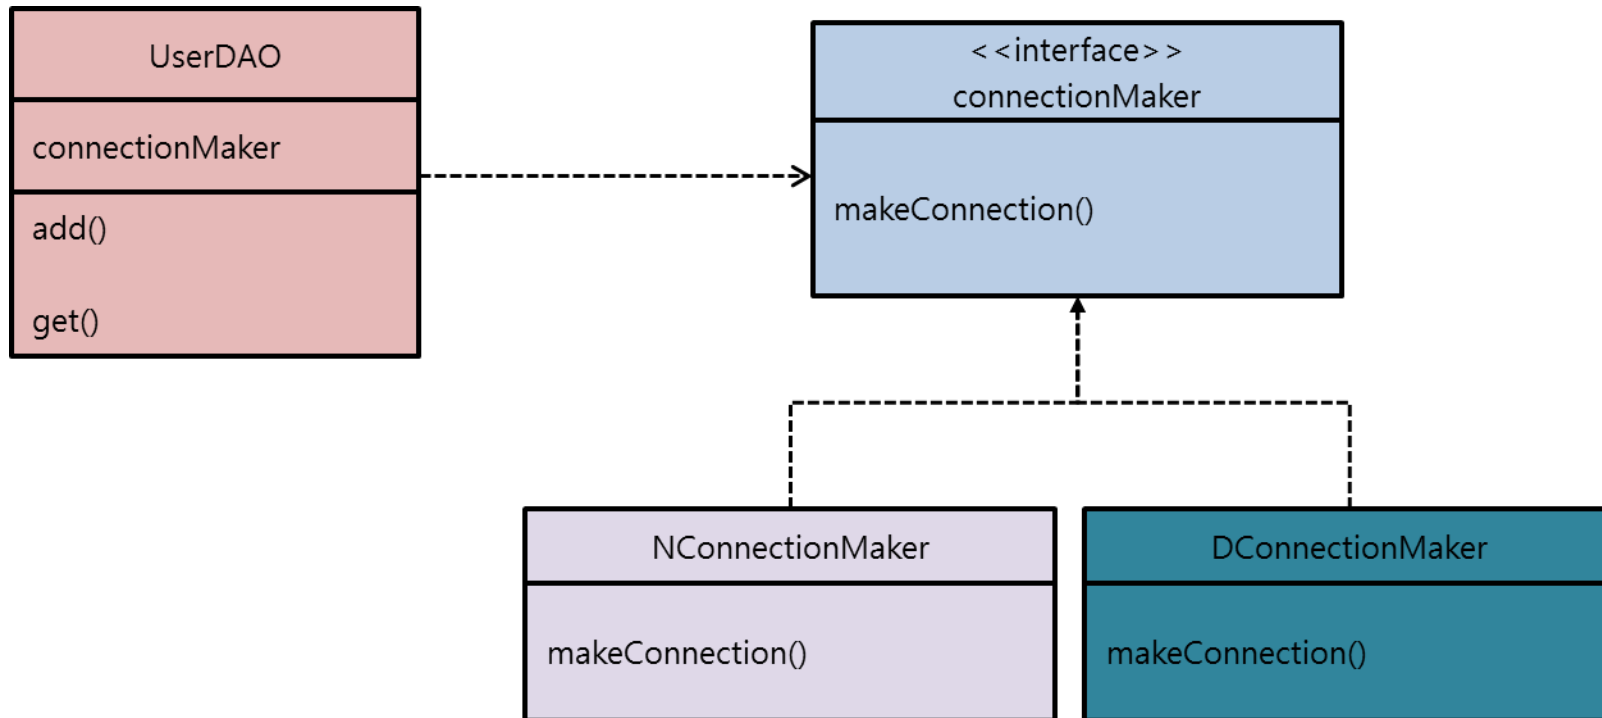 UserDAO
connectionMaker
add()
get()
<<interface>>
connectionMaker
makeConnection()
NConnectionMaker
makeConnection()
DConnectionMaker
makeConnection()